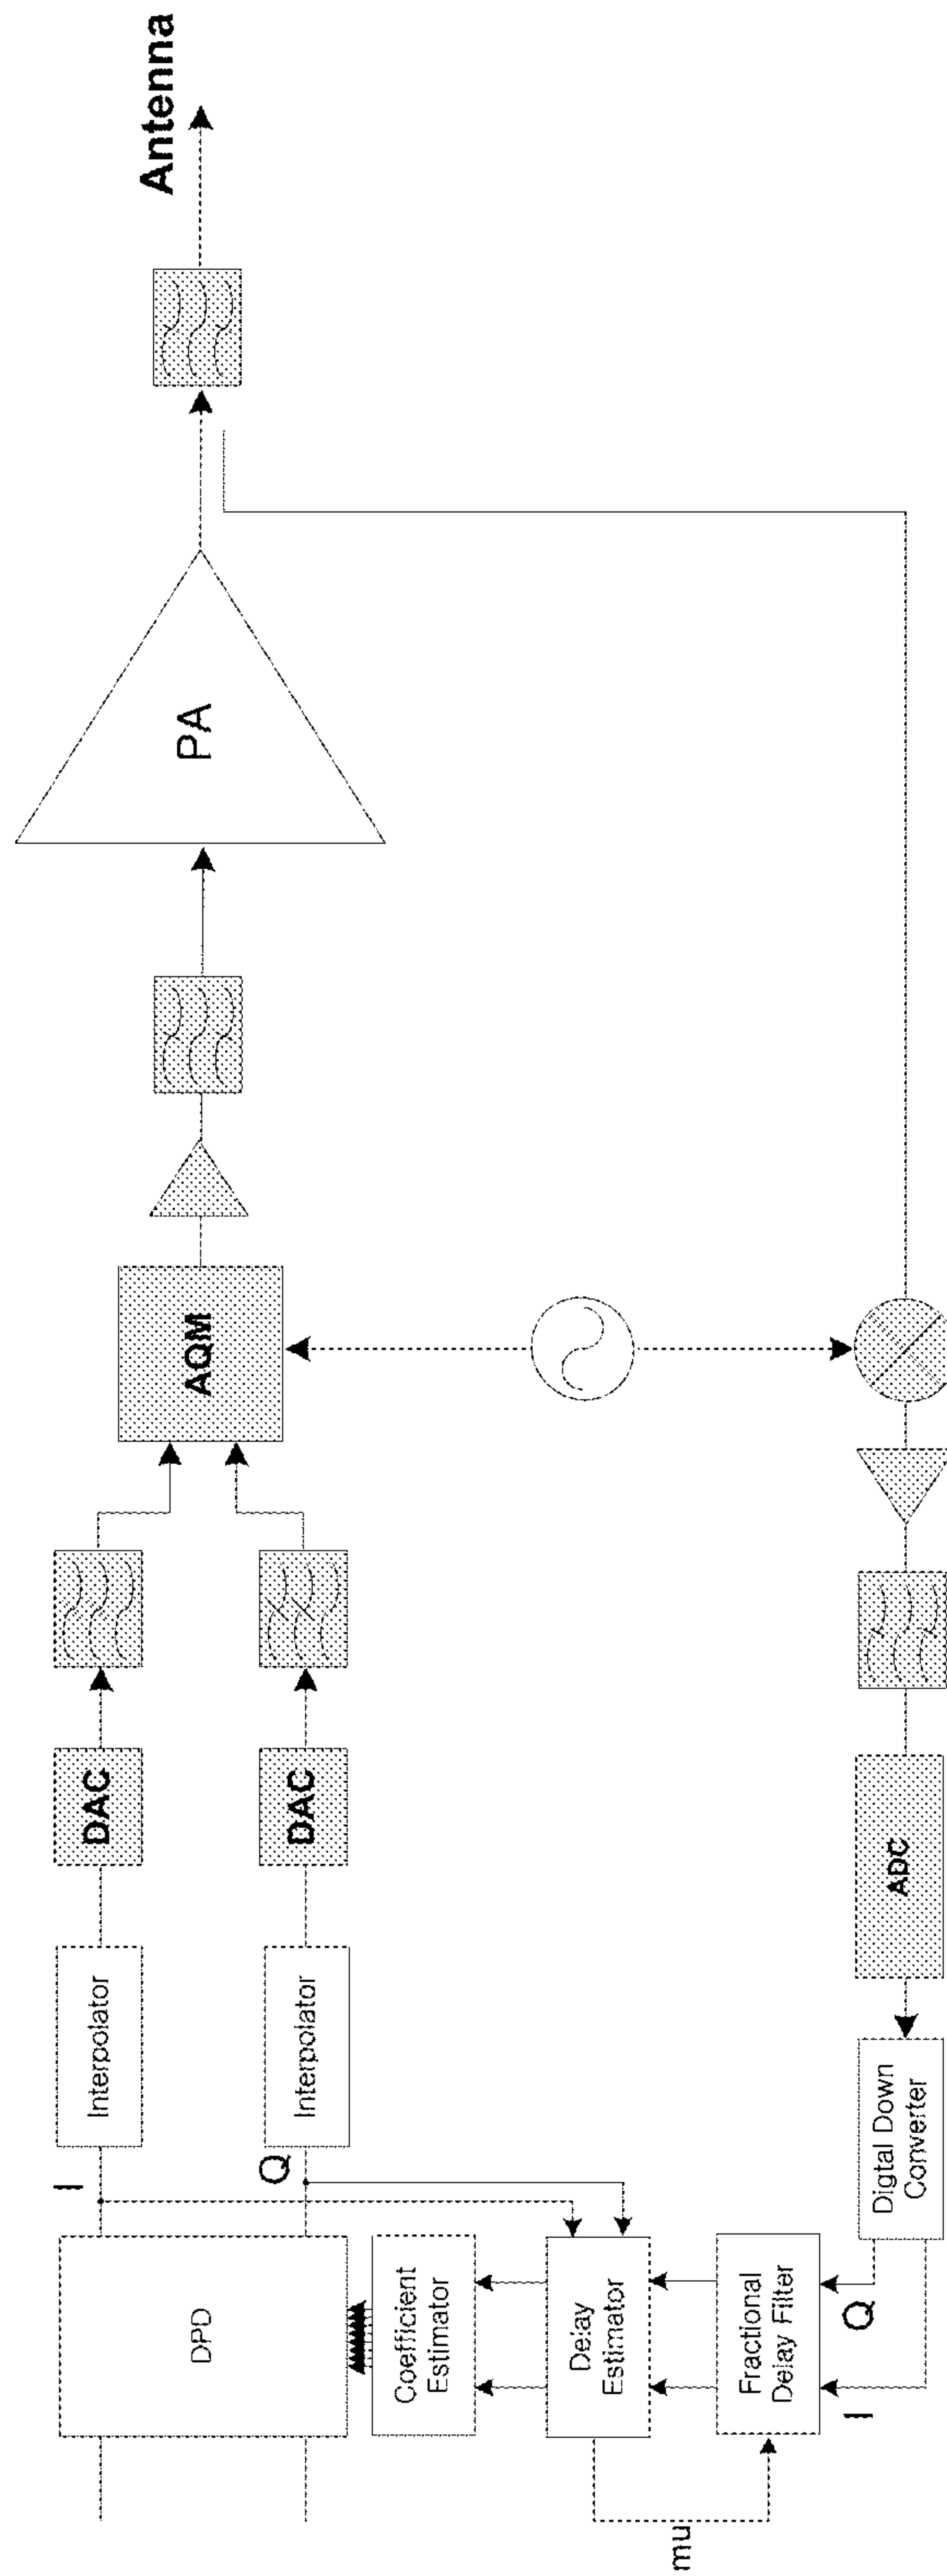 I
Interpolator
DAC
AQM
PA
Antenna
DPD
Q
Interpolator
DAC
Coefficient
Estimator
Delay
Estimator
mu
Fractional
Delay Filter
Q
I
Digtal Down
Converter
ADC